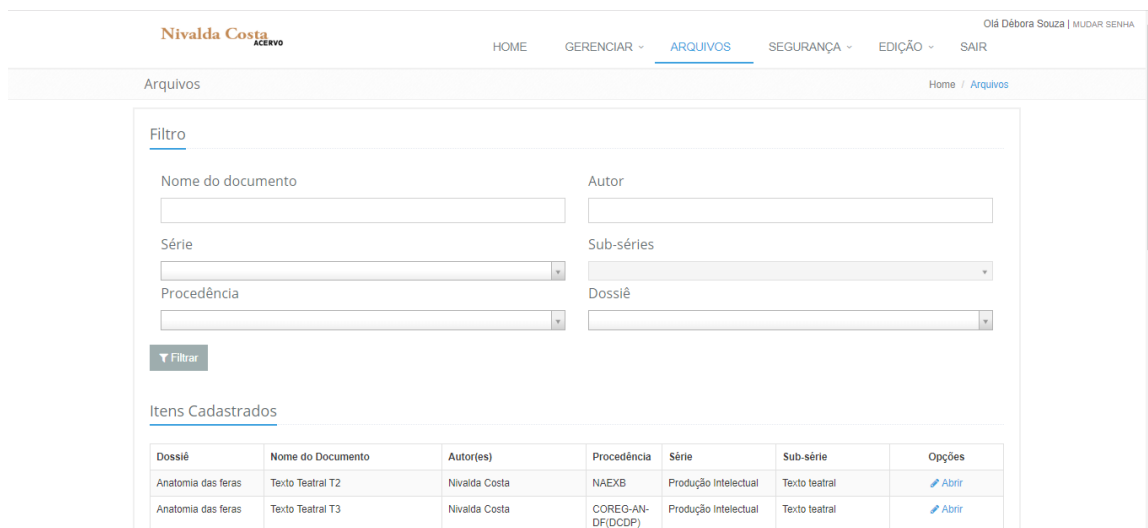 Olá Débora Souza | MUDAR SENHA
Nivalda Costa
ACERVO
HOME GERENCIAR ARQUIVOS SEGURANÇA EDIÇÃO SAIR
Arquivos Home / Arquivos
Filtro
Nome do documento Autor
Série Sub-séries
Procedência Dossiê
Filtrar
Itens Cadastrados
Dossiê Nome do Documento Autor(es) Procedência Série Sub-série Opções
Anatomia das feras Texto Teatral T2 Nivalda Costa NAEXB Produção Intelectual Texto teatral Abrir
Anatomia das feras Texto Teatral T3 Nivalda Costa COREG-AN- Produção Intelectual Texto teatral Abrir
DF(DCDP)